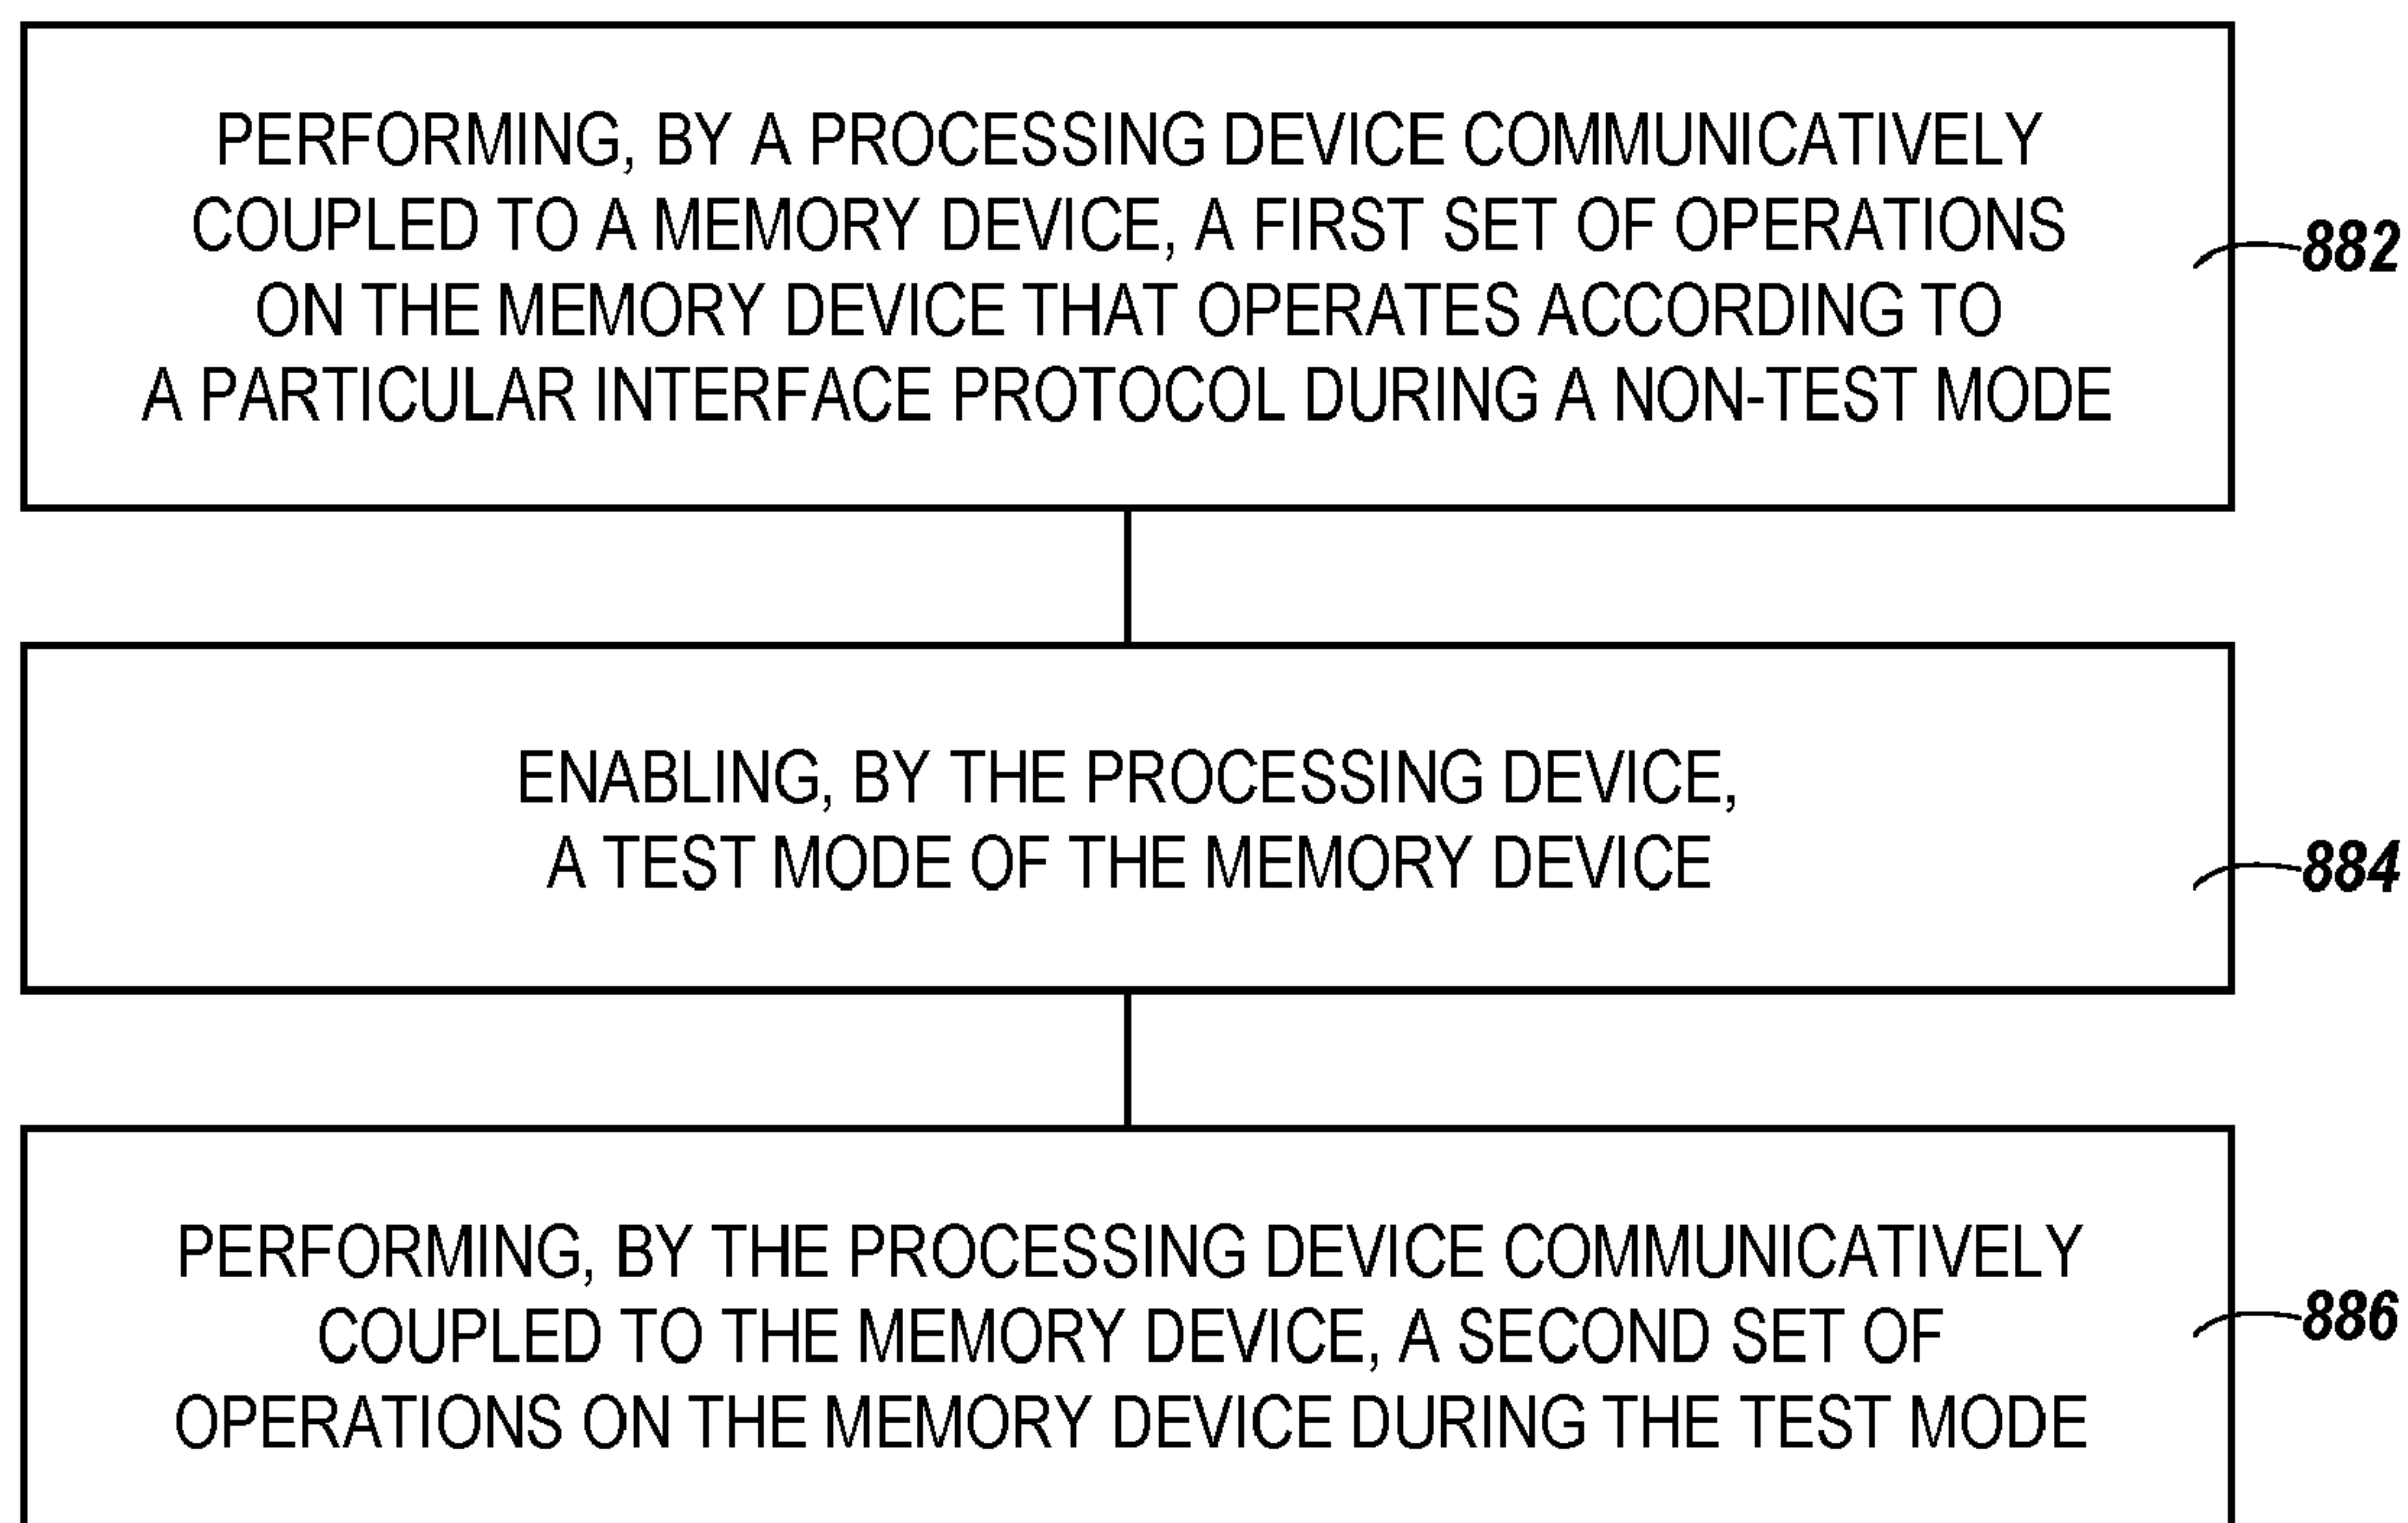 PERFORMING, BY A PROCESSING DEVICE COMMUNICATIVELY
COUPLED TO A MEMORY DEVICE, A FIRST SET OF OPERATIONS
ON THE MEMORY DEVICE THAT OPERATES ACCORDING TO
A PARTICULAR INTERFACE PROTOCOL DURING A NON-TEST MODE
882
ENABLING, BY THE PROCESSING DEVICE,
A TEST MODE OF THE MEMORY DEVICE
884
PERFORMING, BY THE PROCESSING DEVICE COMMUNICATIVELY
COUPLED TO THE MEMORY DEVICE, A SECOND SET OF
OPERATIONS ON THE MEMORY DEVICE DURING THE TEST MODE
886